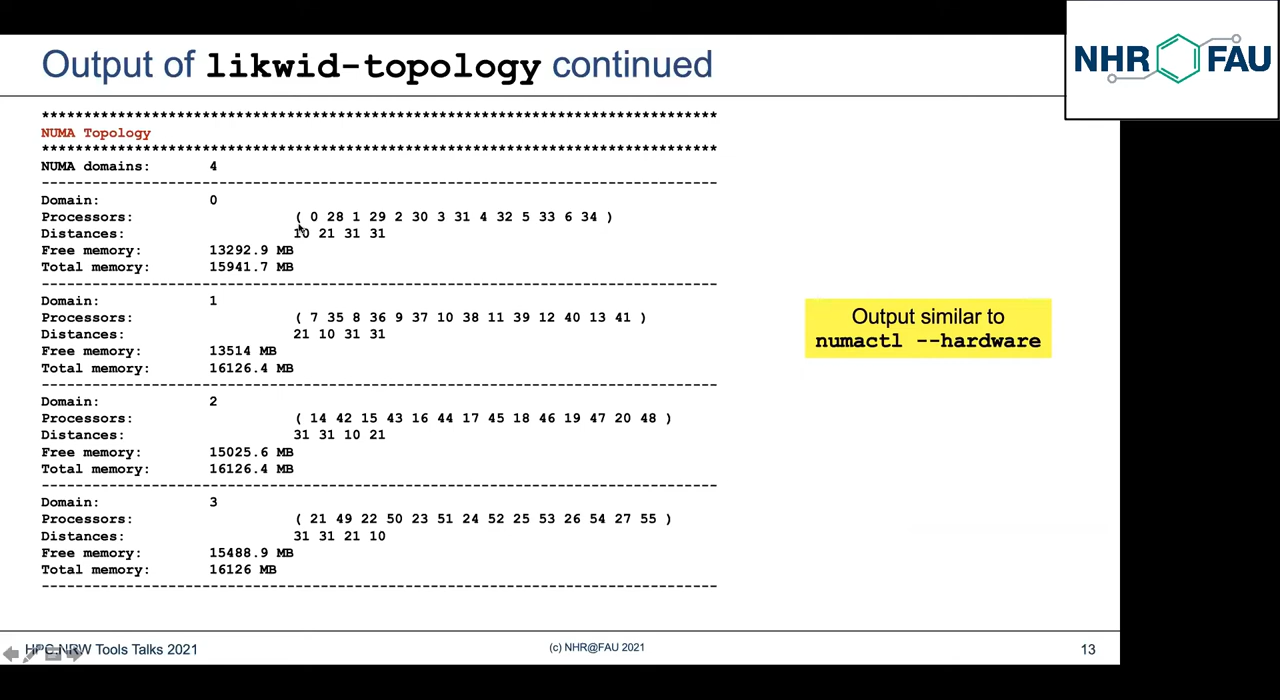 Output of likwid-topology continued
NHR FAU
********************************************************************************
NUMA Topology
********************************************************************************
NUMA domains: 4
--------------------------------------------------------------------------------
Domain: 0
Processors: ( 0 28 1 29 2 30 3 31 4 32 5 33 6 34 )
Distances: 10 21 31 31
Free memory: 13292.9 MB
Total memory: 15941.7 MB
--------------------------------------------------------------------------------
Domain: 1
Processors: ( 7 35 8 36 9 37 10 38 11 39 12 40 13 41 )
Distances: 21 10 31 31
Free memory: 13514 MB
Total memory: 16126.4 MB
--------------------------------------------------------------------------------
Domain: 2
Processors: ( 14 42 15 43 16 44 17 45 18 46 19 47 20 48 )
Distances: 31 31 10 21
Free memory: 15025.6 MB
Total memory: 16126.4 MB
--------------------------------------------------------------------------------
Domain: 3
Processors: ( 21 49 22 50 23 51 24 52 25 53 26 54 27 55 )
Distances: 31 31 21 10
Free memory: 15488.9 MB
Total memory: 16126 MB
--------------------------------------------------------------------------------
Output similar to
numactl --hardware
HPC.NRW Tools Talks 2021
(c) NHR@FAU 2021
13